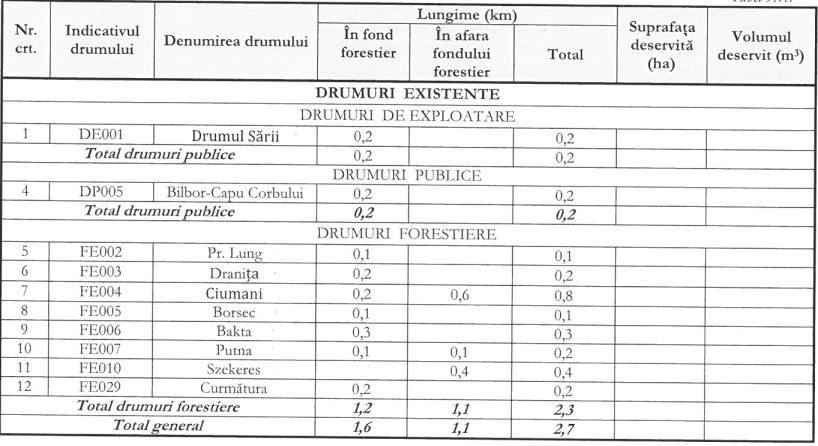 Nr. crt. | Indicativul drumului | Denumirea drumului | Lungime (km) | Suprafața deservită (ha) | Volumul deservit (m³)
În fond forestier | În afara fondului forestier | Total
DRUMURI EXISTENTE
DRUMURI DE EXPLOATARE
1 | DE001 | Drumul Sării | 0,2 | | 0,2
Total drumuri publice | 0,2 | | 0,2
DRUMURI PUBLICE
4 | DP005 | Bilbor-Capu Corbului | 0,2 | | 0,2
Total drumuri publice | 0,2 | | 0,2
DRUMURI FORESTIERE
5 | FE002 | Pr. Lung | 0,1 | | 0,1
6 | FE003 | Dranița | 0,2 | | 0,2
7 | FE004 | Ciumani | 0,2 | 0,6 | 0,8
8 | FE005 | Borsec | 0,1 | | 0,1
9 | FE006 | Bakta | 0,3 | | 0,3
10 | FE007 | Putna | 0,1 | 0,1 | 0,2
11 | FE010 | Szekeres | | 0,4 | 0,4
12 | FE029 | Curmătura | 0,2 | | 0,2
Total drumuri forestiere | 1,2 | 1,1 | 2,3
Total general | 1,6 | 1,1 | 2,7